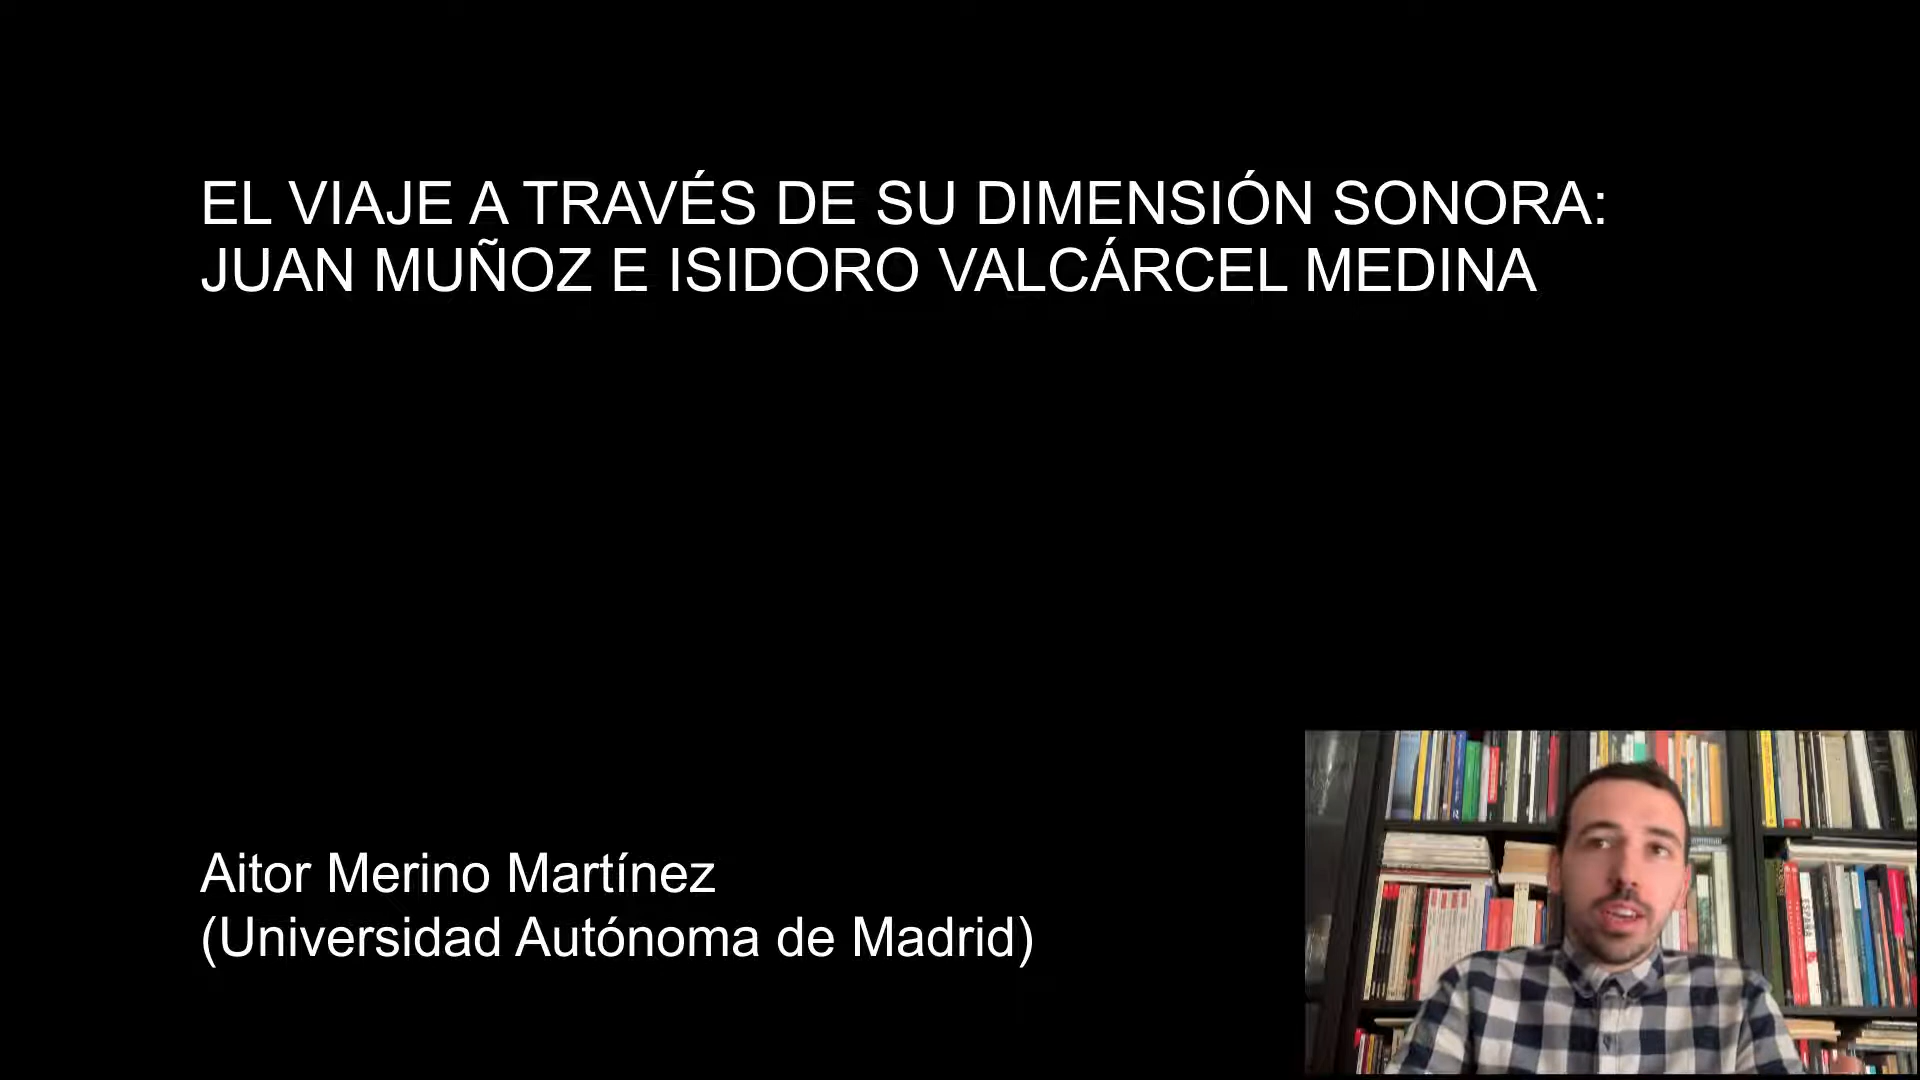 EL VIAJE A TRAVÉS DE SU DIMENSIÓN SONORA:
JUAN MUÑOZ E ISIDORO VALCÁRCEL MEDINA
Aitor Merino Martínez
(Universidad Autónoma de Madrid)
ESPAÑA